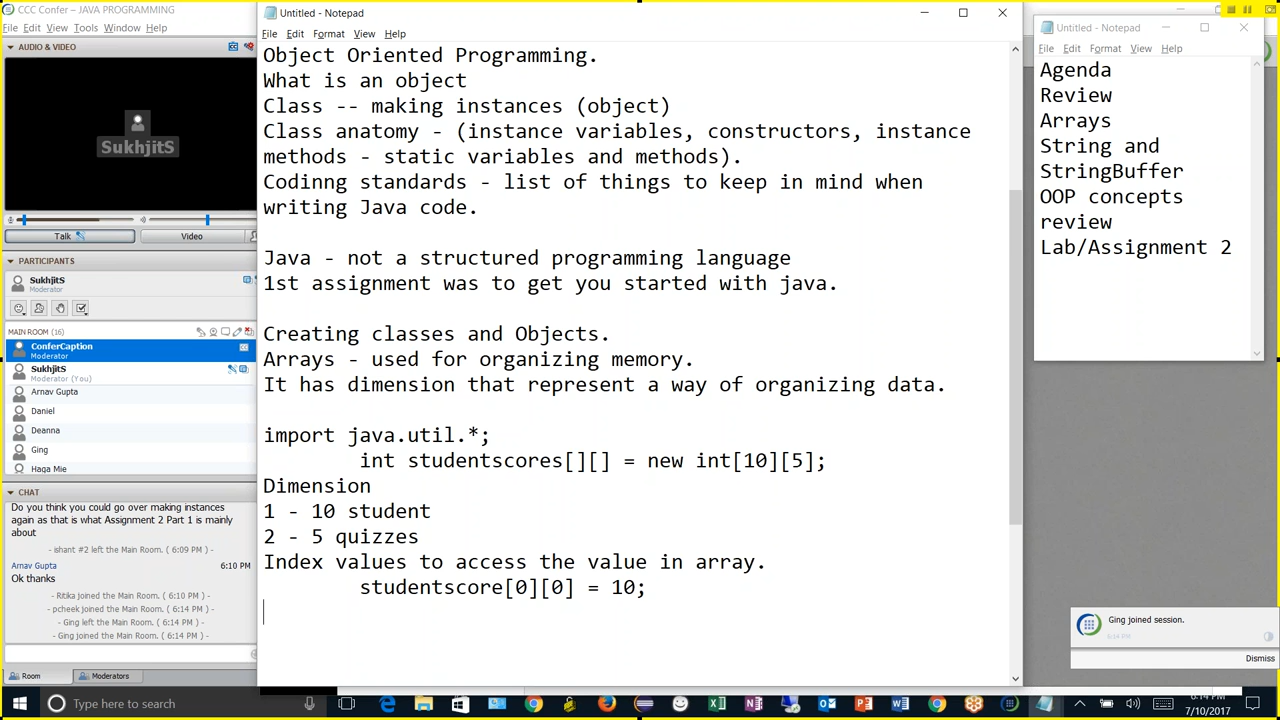 CCC Confer – JAVA PROGRAMMING
File Edit View Tools Window Help
AUDIO & VIDEO
SukhjitS
Talk
Video
PARTICIPANTS
SukhjitS
Moderator
MAIN ROOM (16)
ConferCaption
Moderator
SukhjitS
Moderator (You)
Arnav Gupta
Daniel
Deanna
Ging
Haga Mie
CHAT
Do you think you could go over making instances
again as that is what Assignment 2 Part 1 is mainly
about
- ishant #2 left the Main Room. ( 6:09 PM ) -
Arnav Gupta 6:10 PM
Ok thanks
- Ritika joined the Main Room. ( 6:10 PM ) -
- pcheek joined the Main Room. ( 6:14 PM ) -
- Ging left the Main Room. ( 6:14 PM ) -
- Ging joined the Main Room. ( 6:14 PM ) -
Room
Moderators
Untitled - Notepad
File Edit Format View Help
Object Oriented Programming.
What is an object
Class -- making instances (object)
Class anatomy - (instance variables, constructors, instance
methods - static variables and methods).
Codinng standards - list of things to keep in mind when
writing Java code.
Java - not a structured programming language
1st assignment was to get you started with java.
Creating classes and Objects.
Arrays - used for organizing memory.
It has dimension that represent a way of organizing data.
import java.util.*;
int studentscores[][] = new int[10][5];
Dimension
1 - 10 student
2 - 5 quizzes
Index values to access the value in array.
studentscore[0][0] = 10;
Untitled - Notepad
File Edit Format View Help
Agenda
Review
Arrays
String and
StringBuffer
OOP concepts
review
Lab/Assignment 2
Ging joined session.
6:14 PM
Dismiss
Type here to search
6:14 PM
7/10/2017